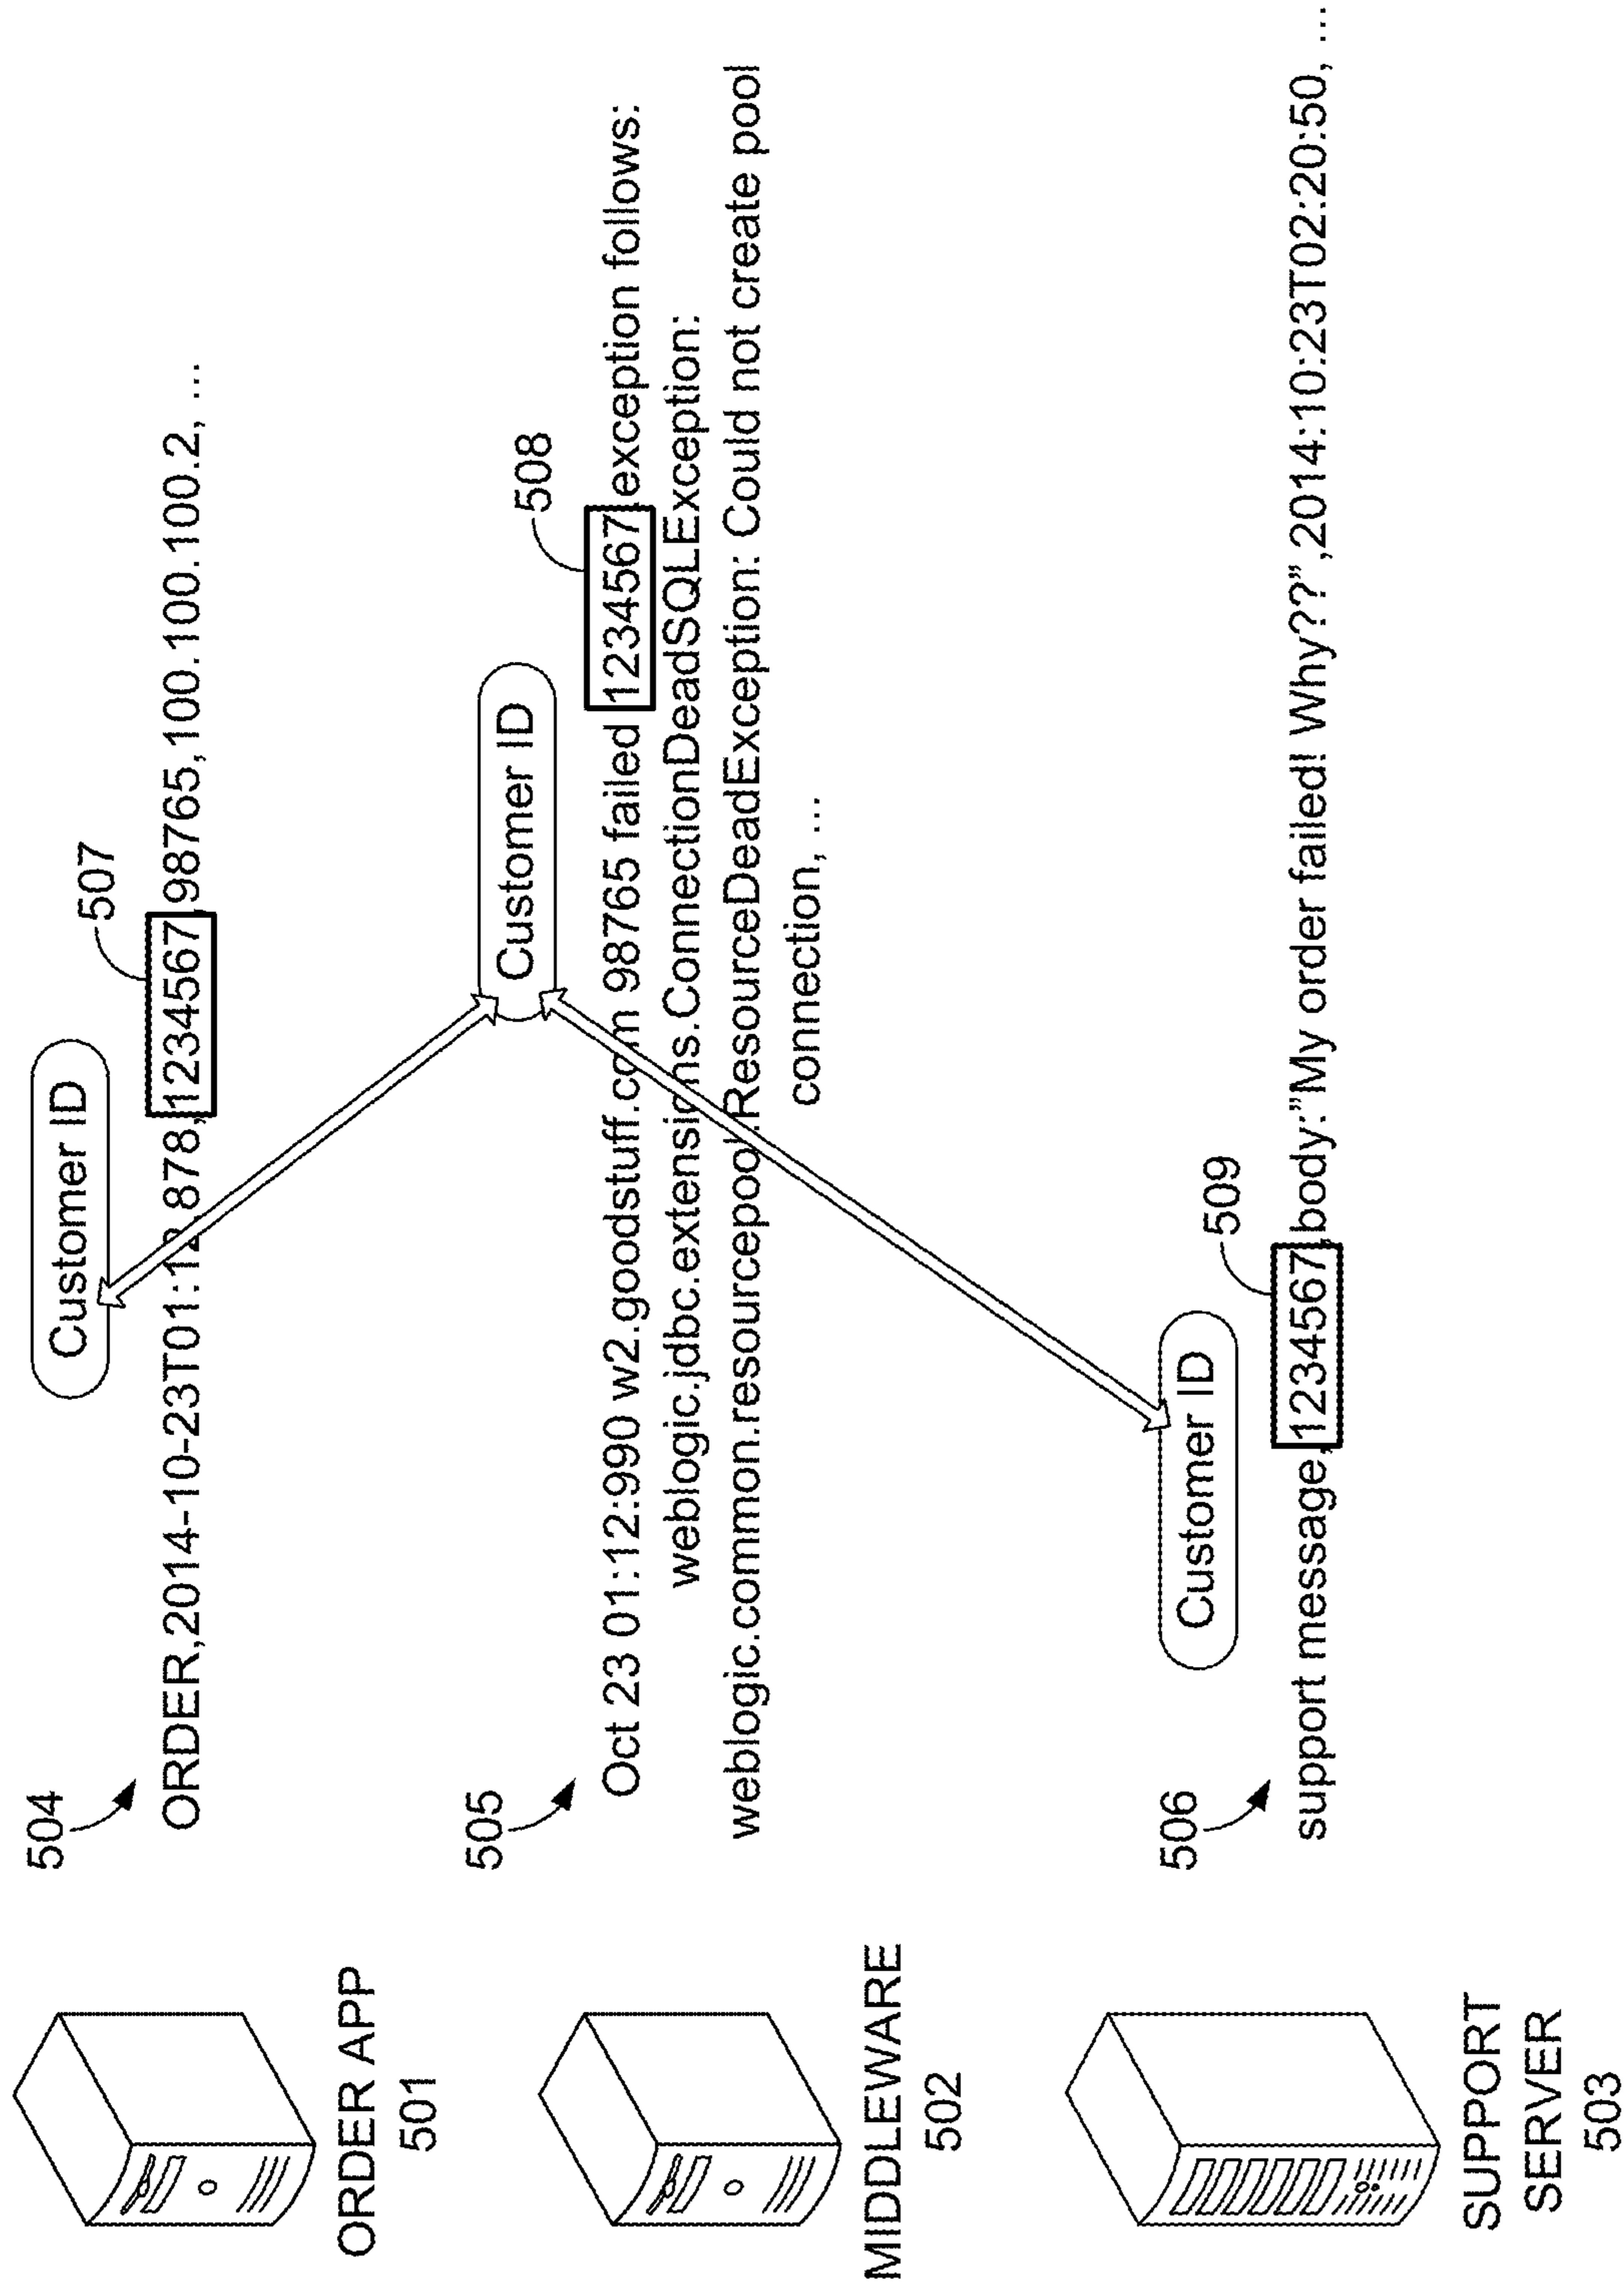 504
Customer ID
507
ORDER,2014-10-23T01:12:878,1234567,98765,100.100.100.2, ...
ORDER APP
501
505
Customer ID
508
Oct 23 01:12:990 w2.goodstuff.com 98765 failed 1234567 exception follows:
weblogic.jdbc.extensions.ConnectionDeadSQLException:
weblogic.common.resourcepool.ResourceDeadException: Could not create pool
connection, ...
MIDDLEWARE
502
506
Customer ID
509
support message,1234567,body:"My order failed! Why??",2014:10:23T02:20:50, ...
SUPPORT
SERVER
503